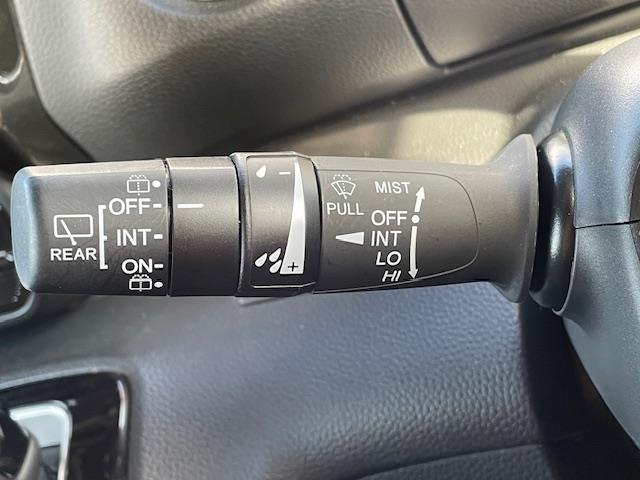 OFF
INT
ON
REAR
-
+
PULL
MIST
OFF
INT
LO
HI